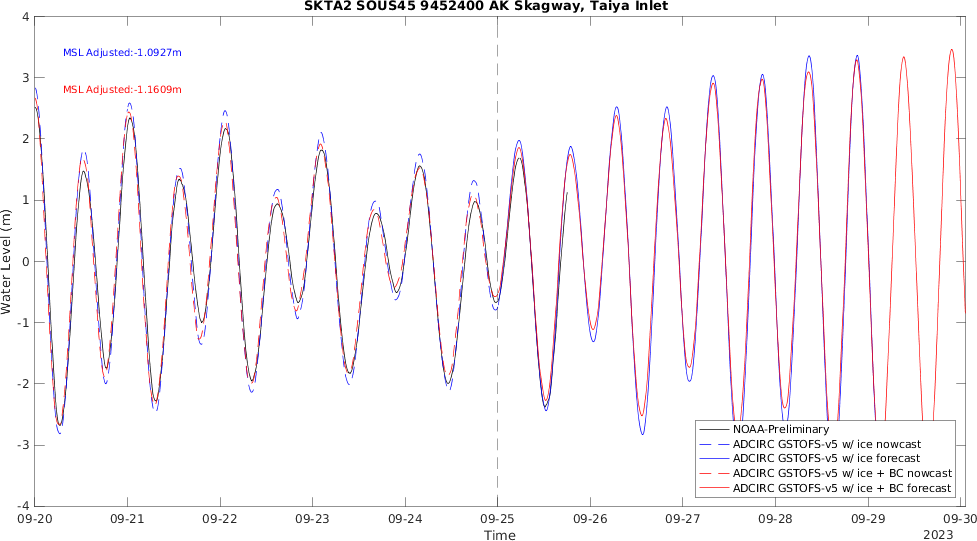 SKTA2 SOUS45 9452400 AK Skagway, Taiya Inlet
MSL Adjusted:-1.0927m
MSL Adjusted:-1.1609m
4
3
2
1
0
-1
-2
-3
-4
Water Level (m)
NOAA-Preliminary
ADCIRC GSTOFS-v5 w/ ice nowcast
ADCIRC GSTOFS-v5 w/ ice forecast
ADCIRC GSTOFS-v5 w/ ice + BC nowcast
ADCIRC GSTOFS-v5 w/ ice + BC forecast
09-20 09-21 09-22 09-23 09-24 09-25 09-26 09-27 09-28 09-29 09-30
Time
2023